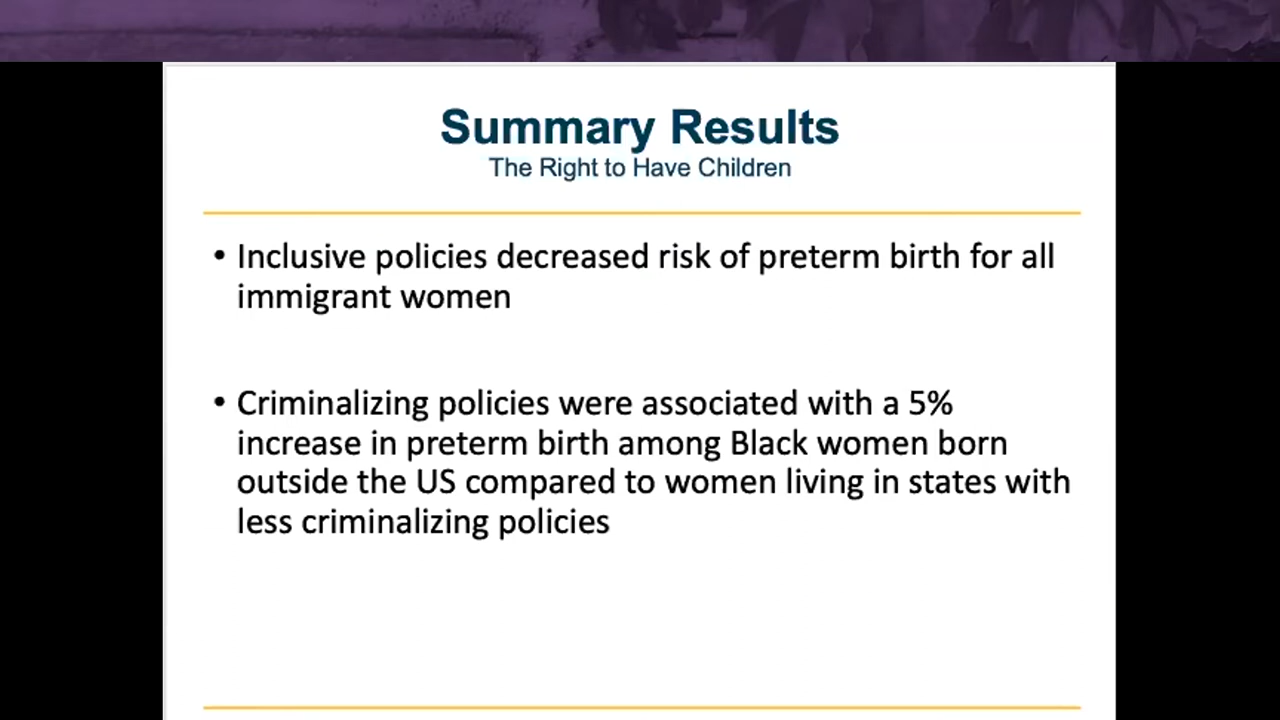 Summary Results
The Right to Have Children
• Inclusive policies decreased risk of preterm birth for all
immigrant women
• Criminalizing policies were associated with a 5%
increase in preterm birth among Black women born
outside the US compared to women living in states with
less criminalizing policies